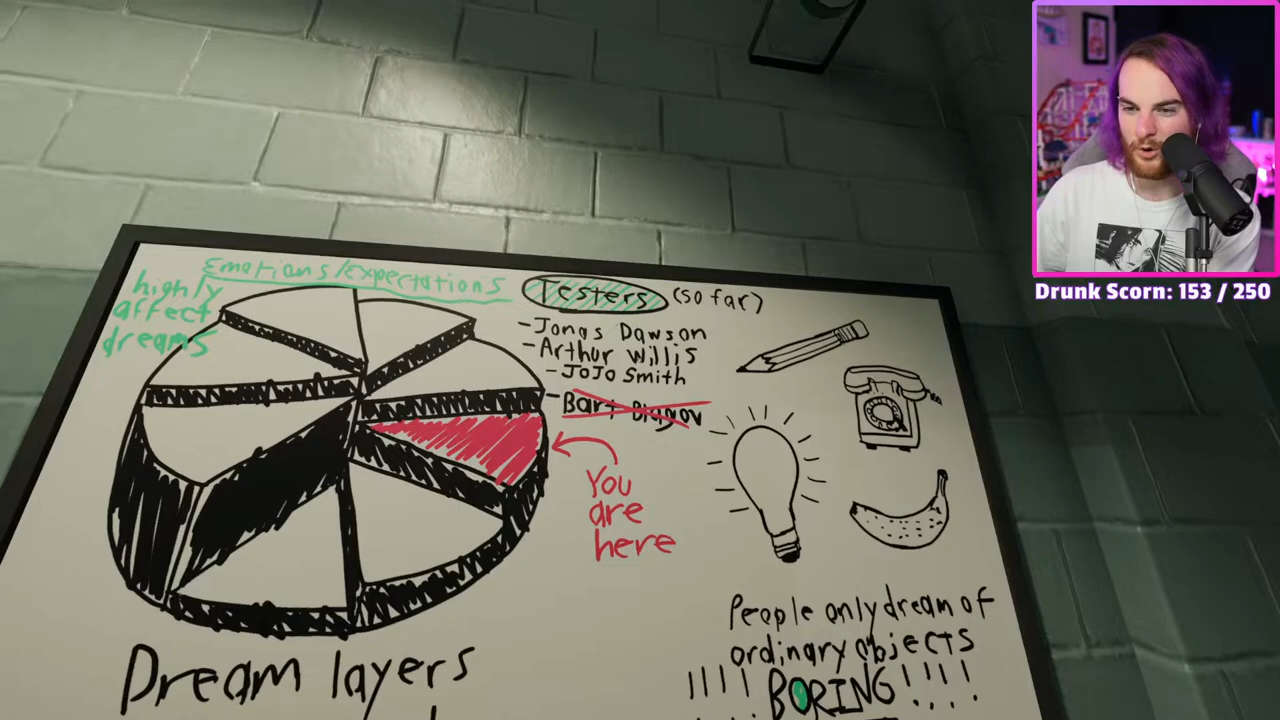 Drunk Scorn: 153 / 250
Emotions/expectations
highly
affect
dreams
Testers (so far)
-Jonas Dawson
-Arthur Willis
-JoJo Smith
-Bart
You
are
here
Dream layers
People only dream of
ordinary objects
!!!! BORING !!!!